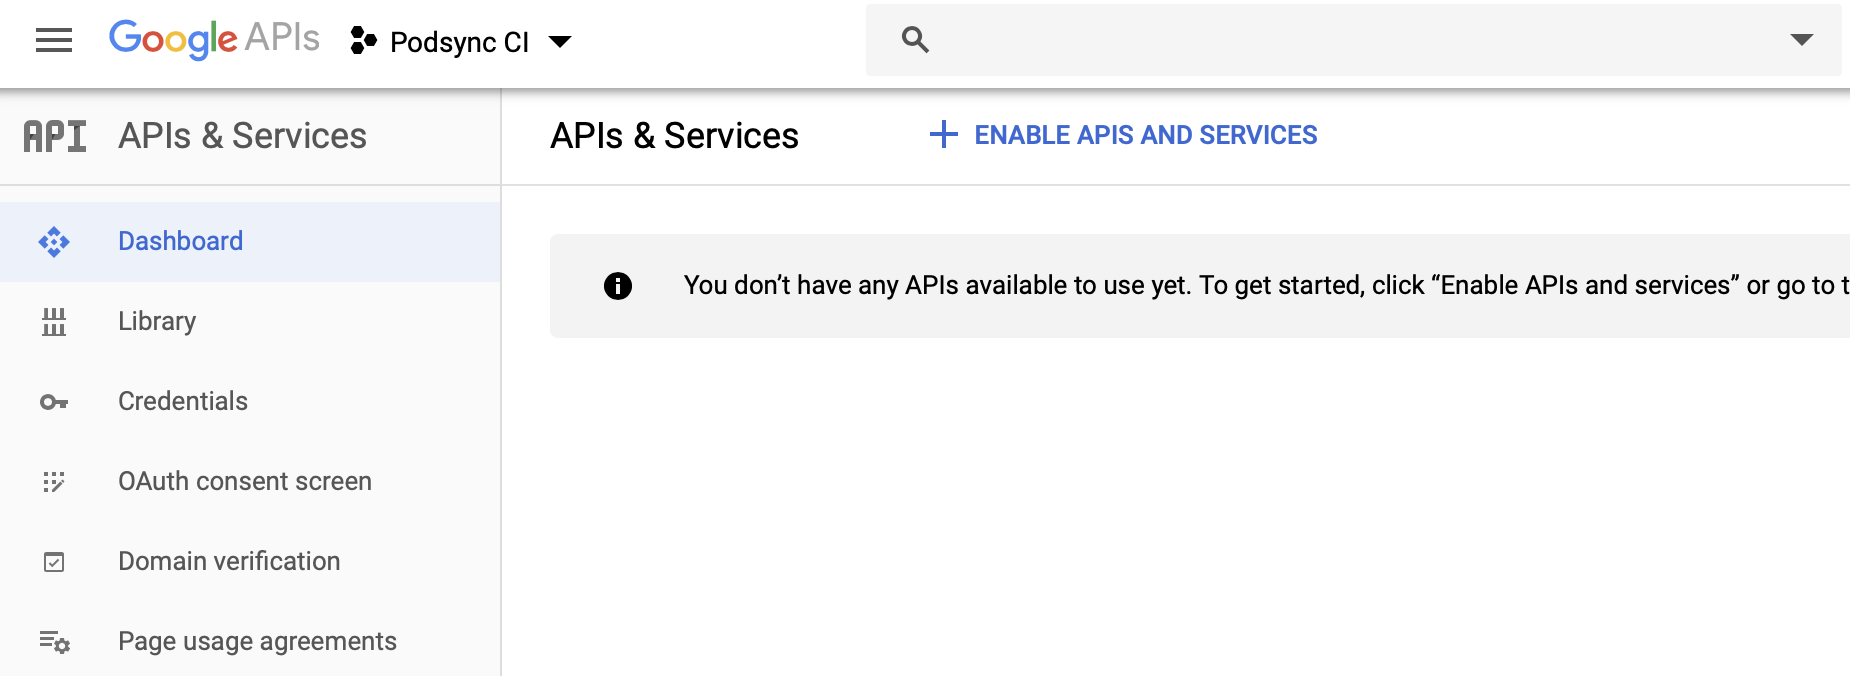 Google APIs Podsync CI
API APIs & Services
APIs & Services
ENABLE APIS AND SERVICES
Dashboard
You don’t have any APIs available to use yet. To get started, click “Enable APIs and services” or go to t
Library
Credentials
OAuth consent screen
Domain verification
Page usage agreements